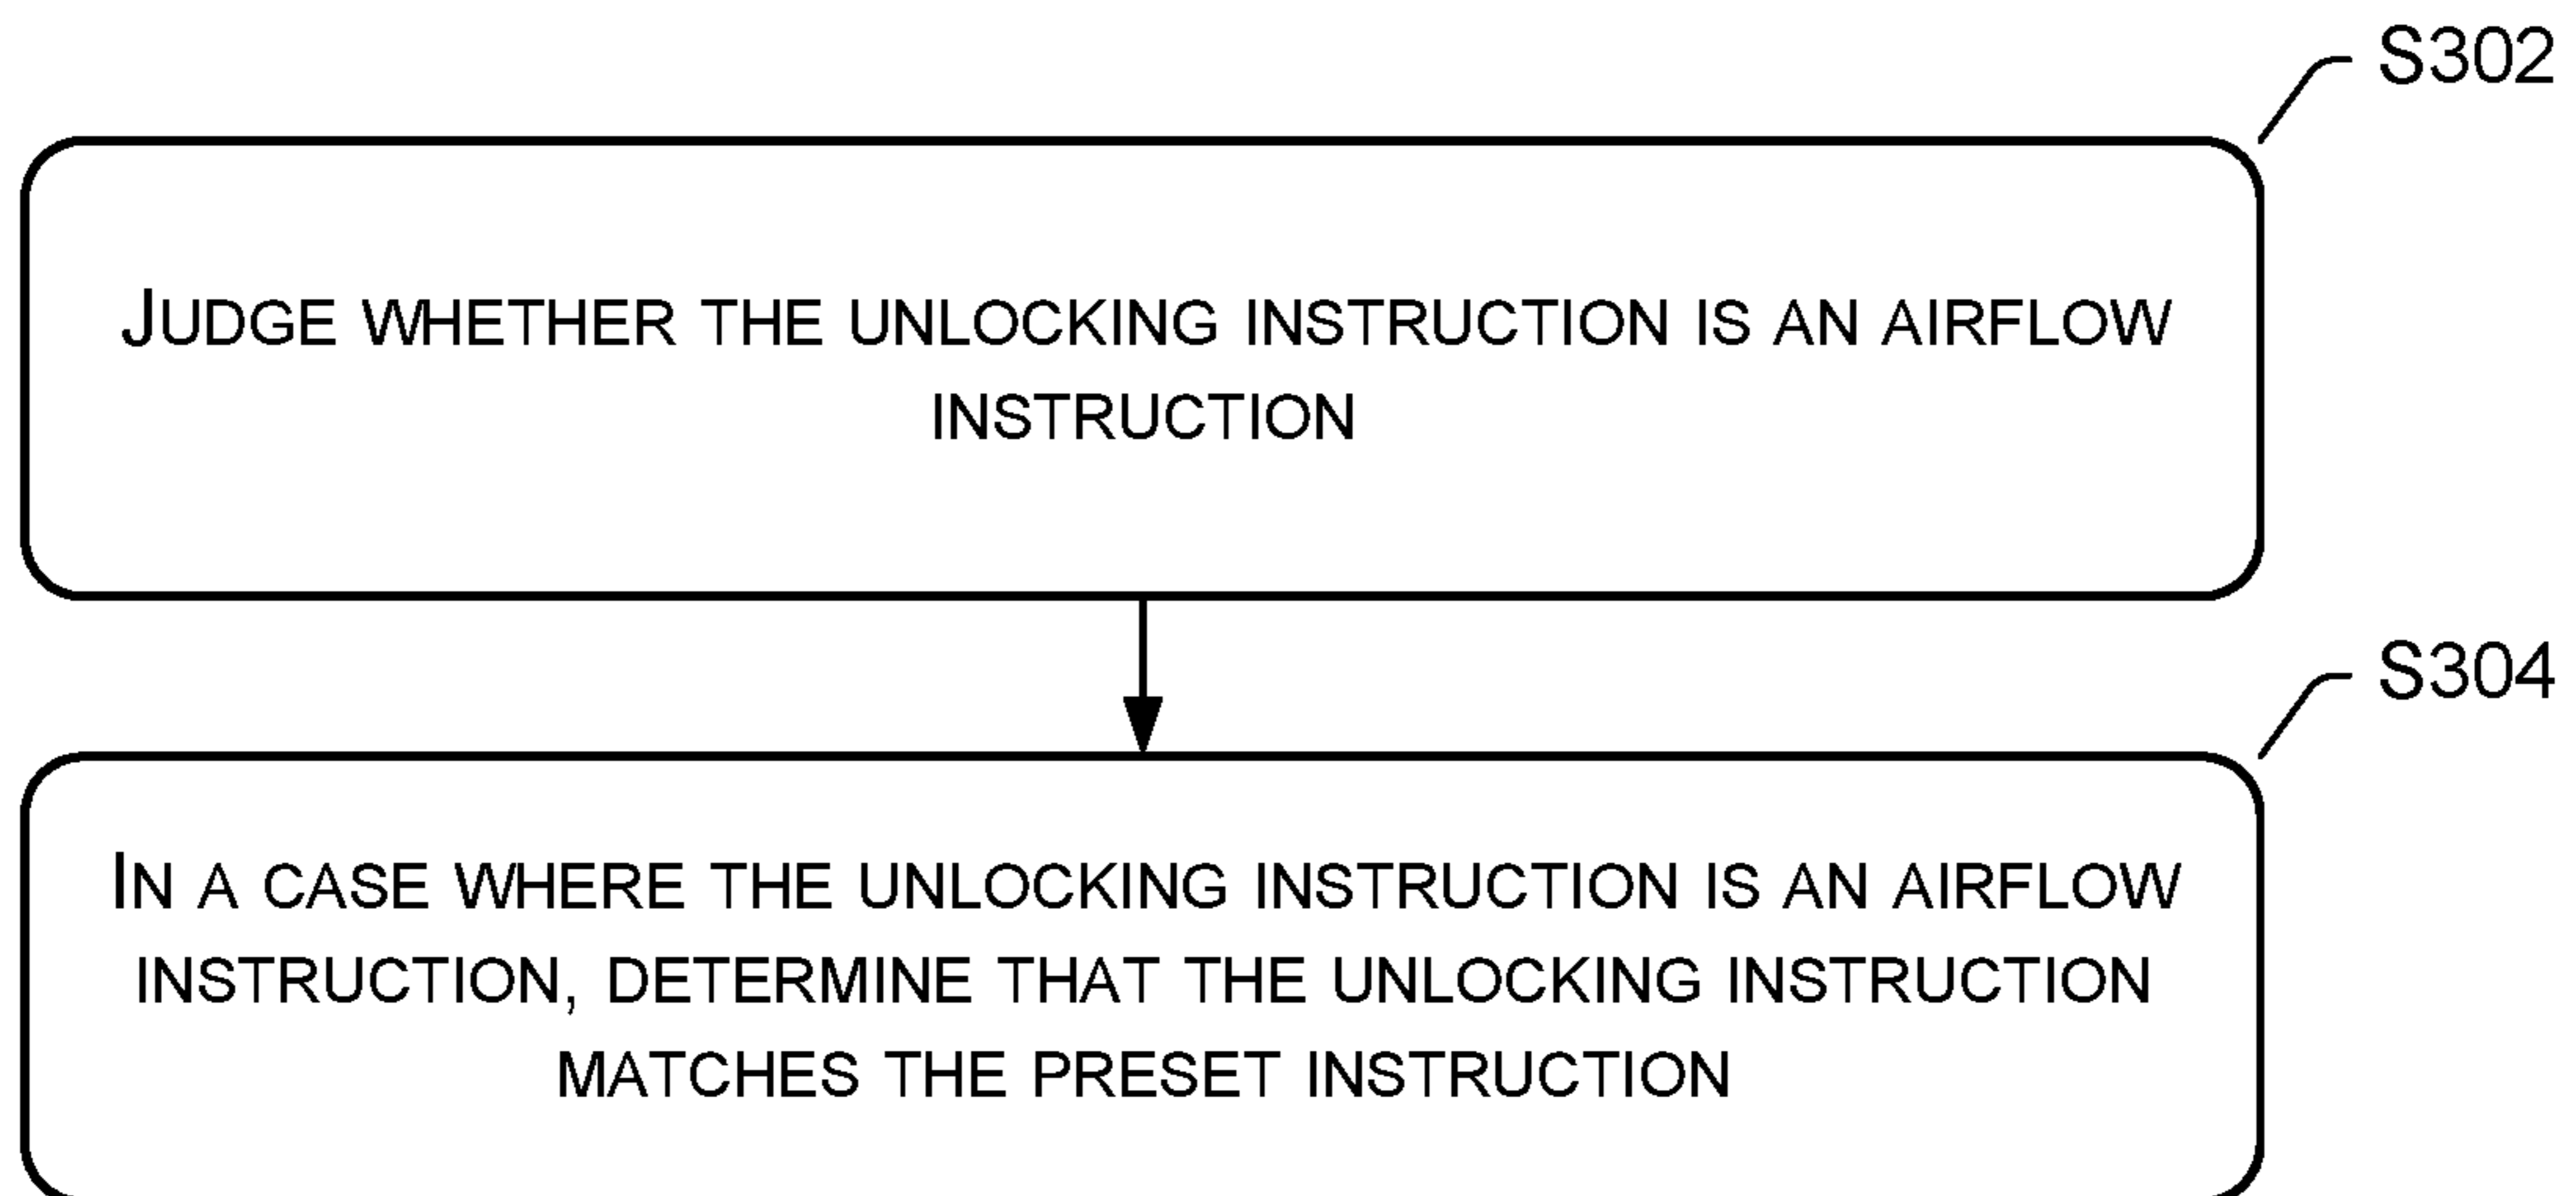 S302
JUDGE WHETHER THE UNLOCKING INSTRUCTION IS AN AIRFLOW
INSTRUCTION
S304
IN A CASE WHERE THE UNLOCKING INSTRUCTION IS AN AIRFLOW
INSTRUCTION, DETERMINE THAT THE UNLOCKING INSTRUCTION
MATCHES THE PRESET INSTRUCTION